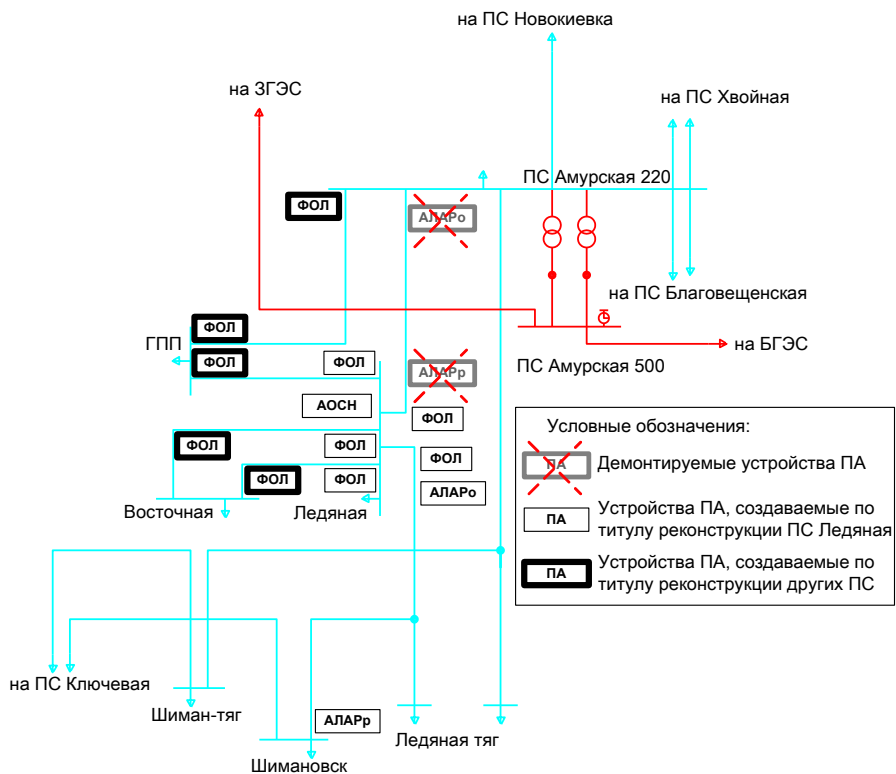 на ПС Новокиевка
на ЗГЭС
на ПС Хвойная
ПС Амурская 220
ФОЛ
АЛАРо
на ПС Благовещенская
ФОЛ
ГПП
ФОЛ
ФОЛ
АЛАРр
на БГЭС
ПС Амурская 500
АОСН
ФОЛ
ФОЛ
ФОЛ
ФОЛ
ФОЛ
ФОЛ
АЛАРо
Восточная
Ледяная
Условные обозначения:
ПА
Демонтируемые устройства ПА
ПА
Устройства ПА, создаваемые по
титулу реконструкции ПС Ледяная
ПА
Устройства ПА, создаваемые по
титулу реконструкции других ПС
на ПС Ключевая
Шиман-тяг
АЛАРр
Ледяная тяг
Шимановск